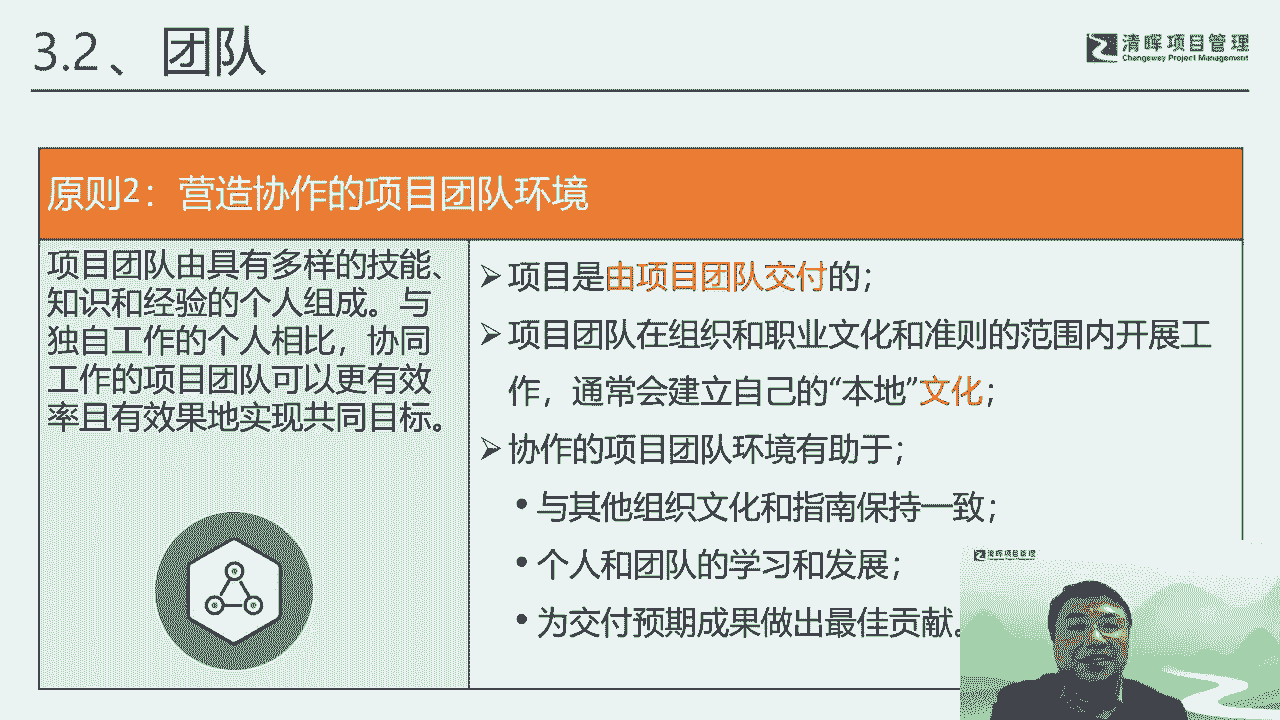 3.2、团队
清晖项目管理
Changeway Project Management
原则2：营造协作的项目团队环境
项目团队由具有多样的技能、
知识和经验的个人组成。与
独自工作的个人相比，协同
工作的项目团队可以更有效
率且有效果地实现共同目标。
➢项目是由项目团队交付的；
➢项目团队在组织和职业文化和准则的范围内开展工
作，通常会建立自己的“本地”文化；
➢协作的项目团队环境有助于；
•与其他组织文化和指南保持一致；
•个人和团队的学习和发展；
•为交付预期成果做出最佳贡献。
清晖项目管理